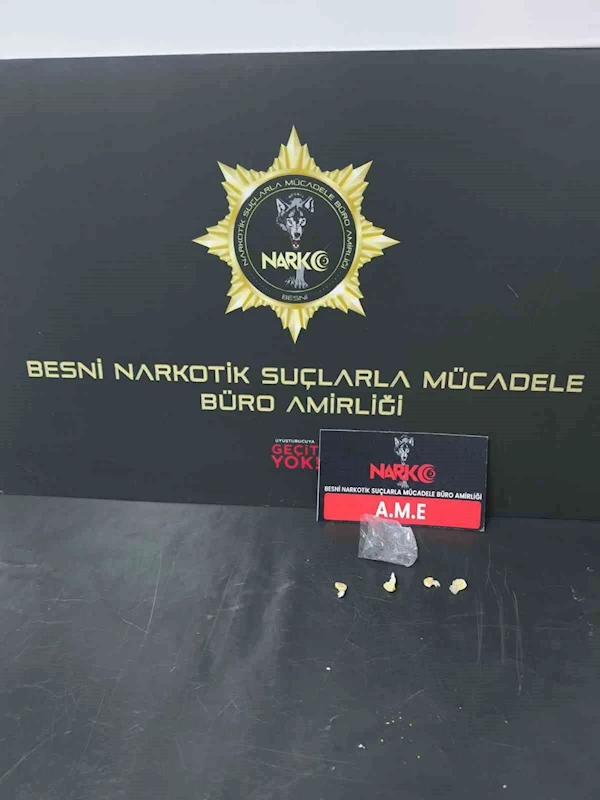 NARKOTİK SUÇLARLA MÜCADELE BÜRO AMİRLİĞİ
NARKO
BESNİ
BESNİ NARKOTİK SUÇLARLA MÜCADELE
BÜRO AMİRLİĞİ
UYUŞTURUCUYA
GEÇİT
YOK!
NARKO
BESNİ NARKOTİK SUÇLARLA MÜCADELE BÜRO AMİRLİĞİ
A.M.E